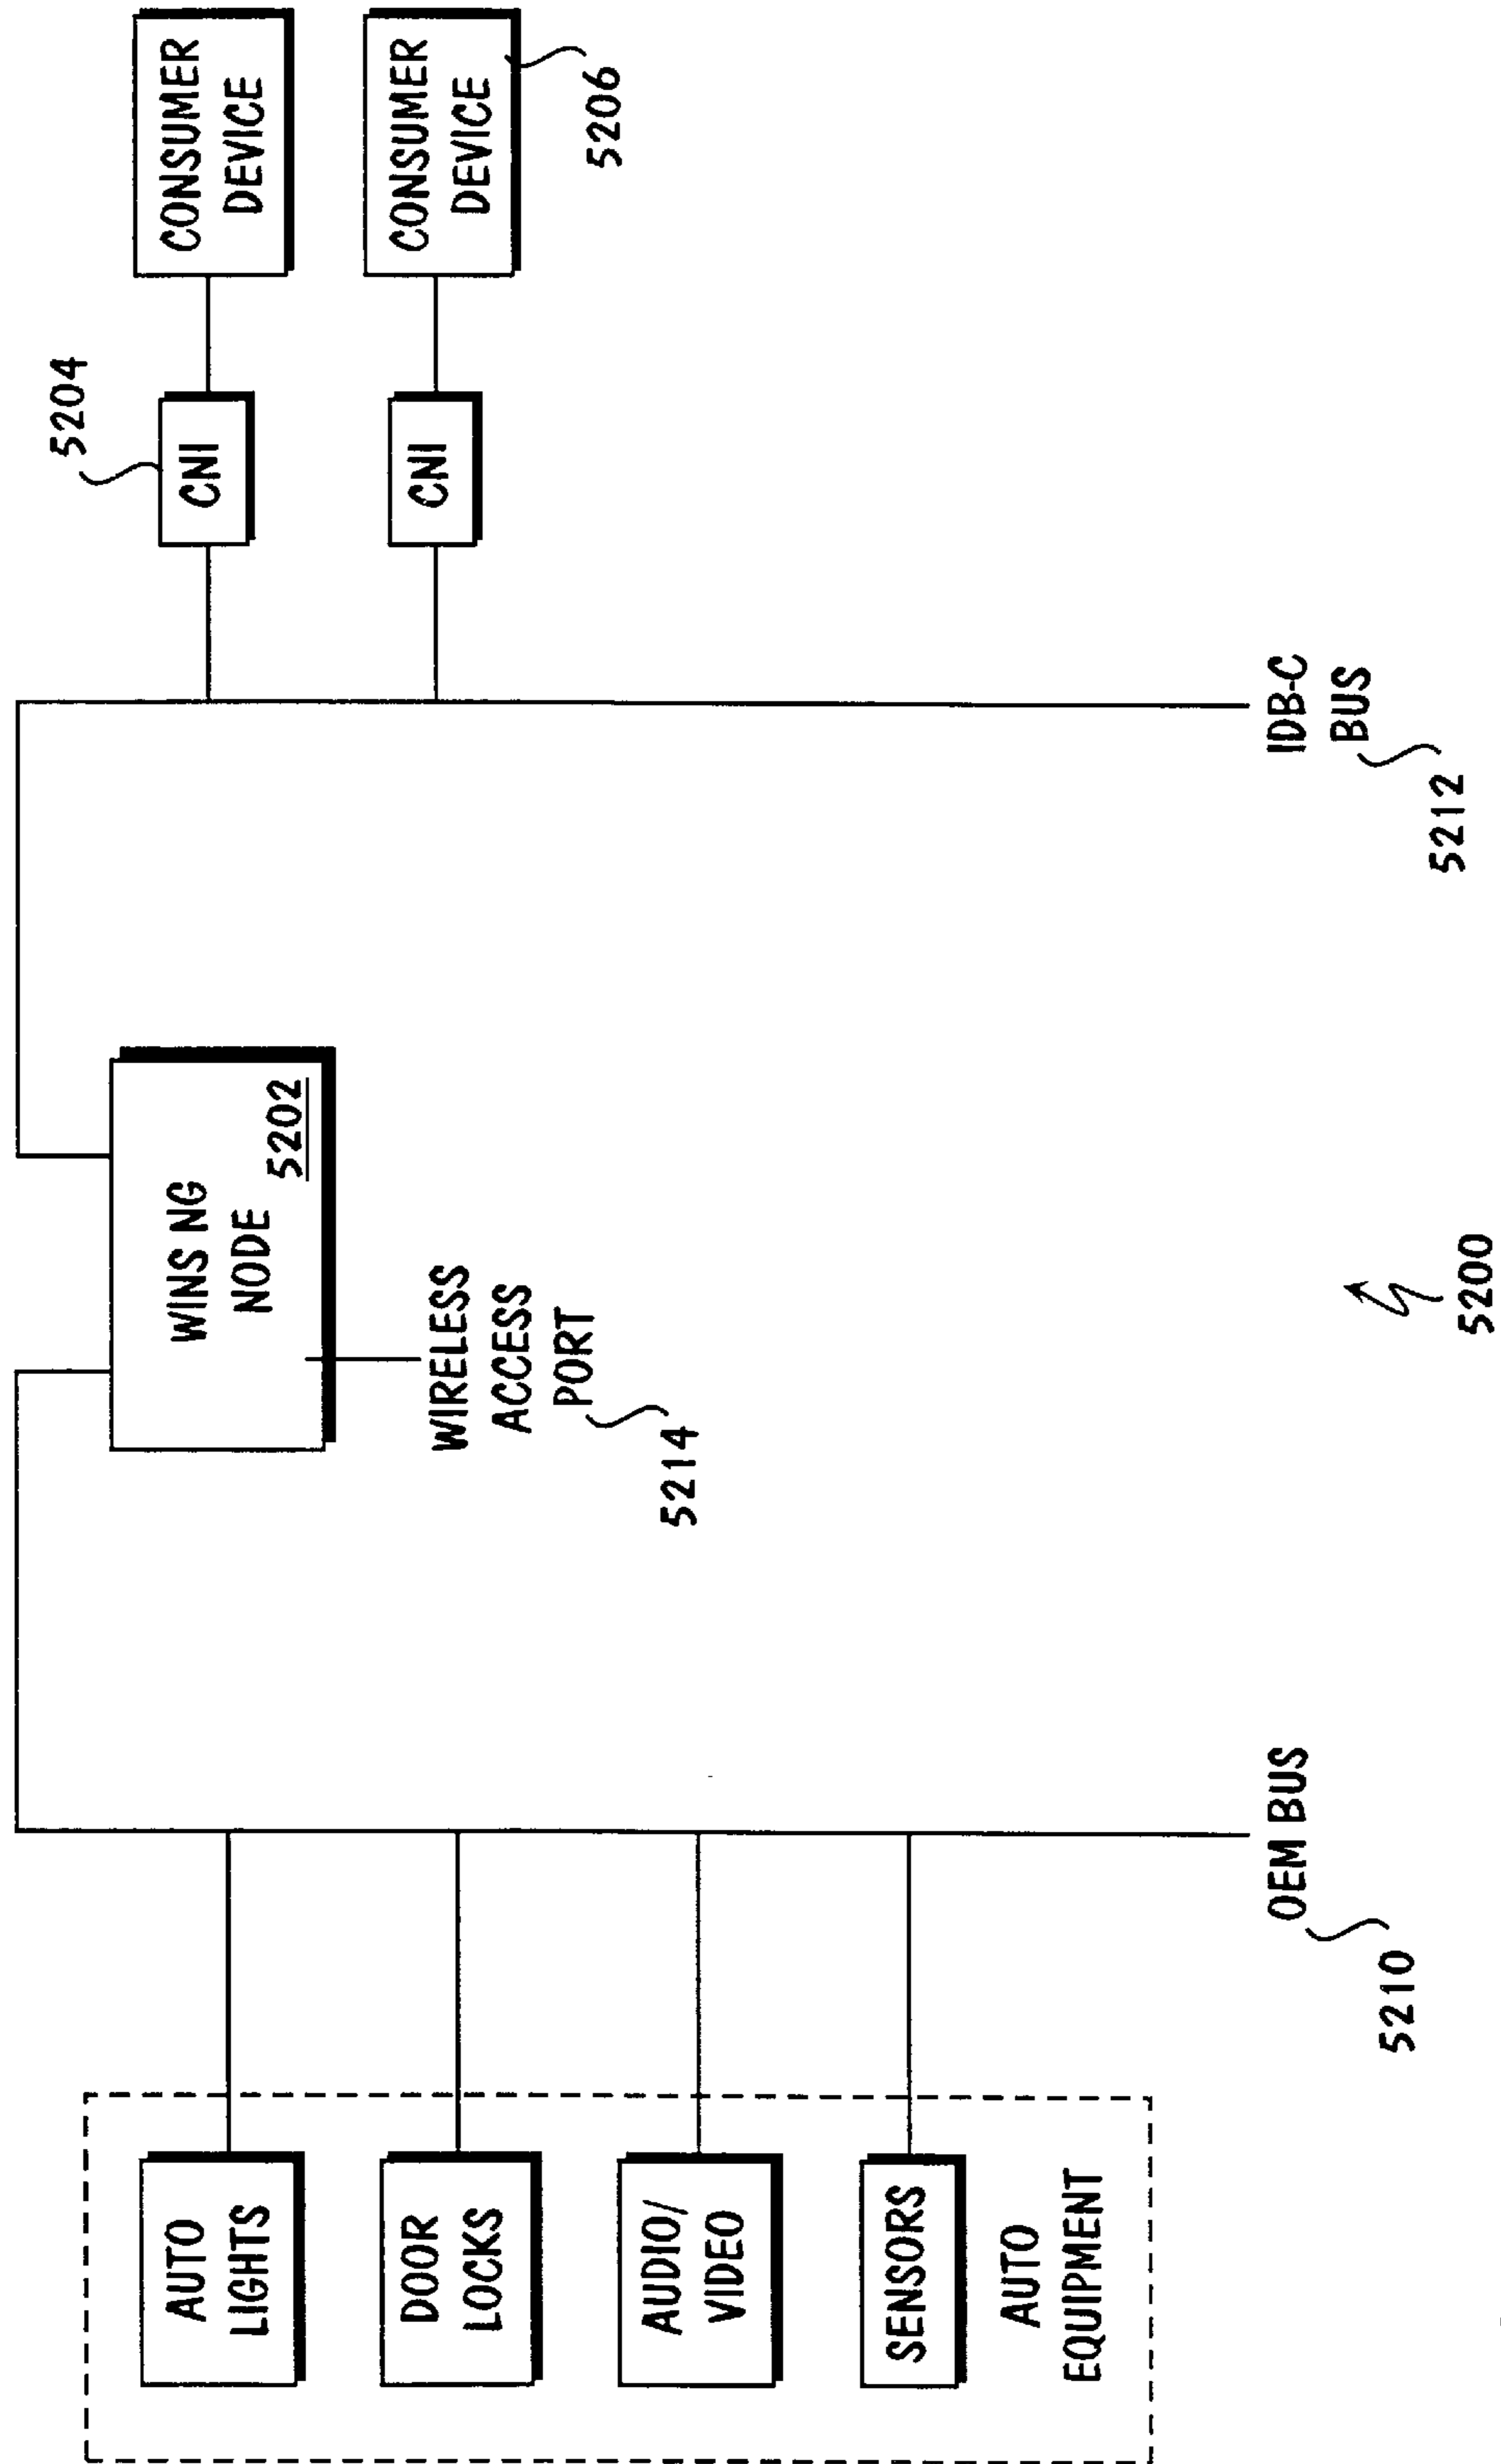 AUTO
LIGHTS
DOOR
LOCKS
AUDIO/
VIDEO
SENSORS
AUTO
EQUIPMENT
OEM BUS
5210
WINS NG
NODE
5202
WIRELESS
ACCESS
PORT
5214
5200
5204
CNI
CNI
CONSUMER
DEVICE
CONSUMER
DEVICE
5206
IDB-C
BUS
5212